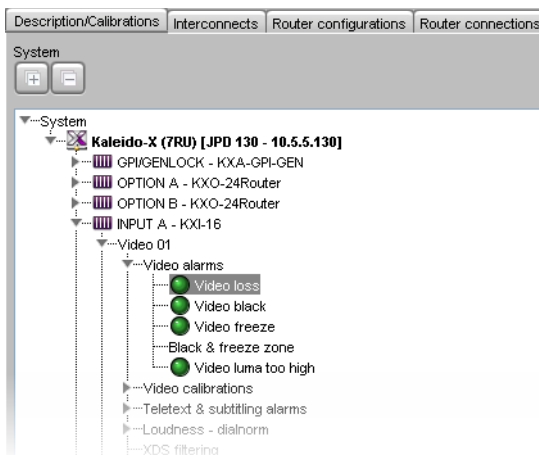 Description/Calibrations Interconnects Router configurations Router connections
System
System
Kaleido-X (7RU) [JPD 130 - 10.5.5.130]
GPI/GENLOCK - KXA-GPI-GEN
OPTION A - KXO-24Router
OPTION B - KXO-24Router
INPUT A - KXI-16
Video 01
Video alarms
Video loss
Video black
Video freeze
Black & freeze zone
Video luma too high
Video calibrations
Teletext & subtitling alarms
Loudness - dialnorm
XDS filtering